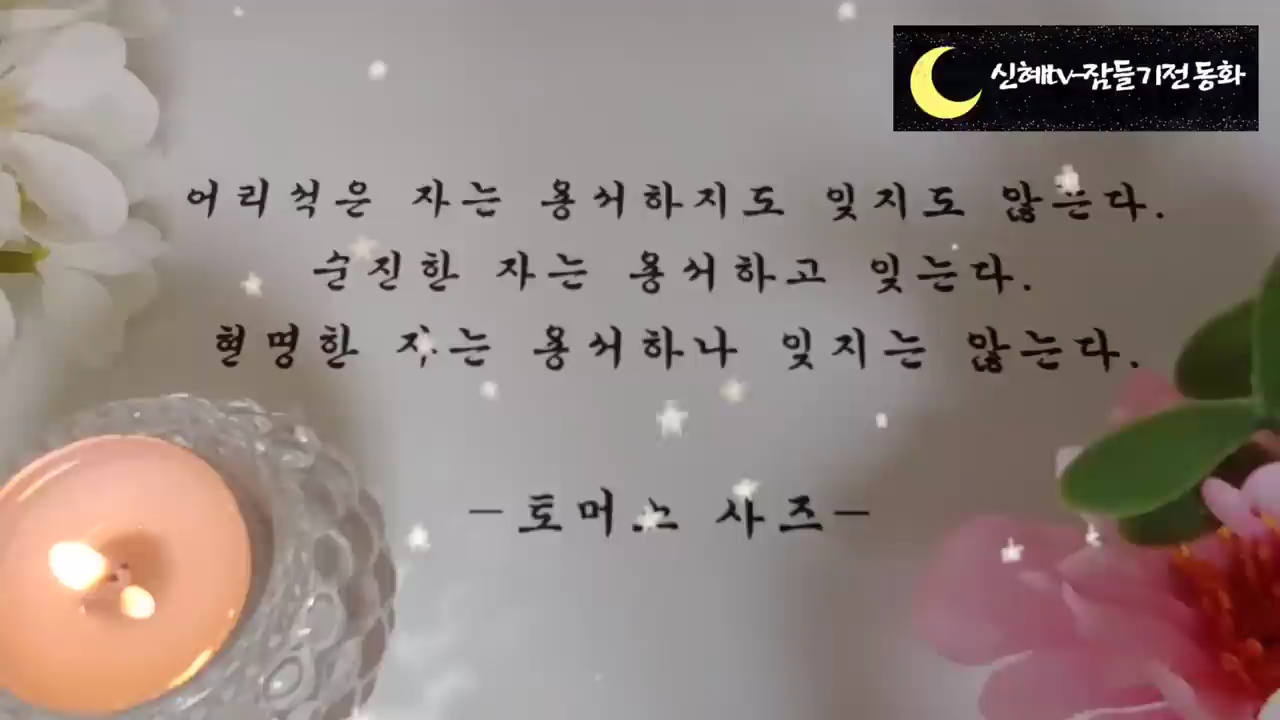 신혜tv-잠들기전 동화
어리석은 자는 용서하지도 잊지도 않는다.
순진한 자는 용서하고 잊는다.
현명한 자는 용서하나 잊지는 않는다.
-토머스 사즈-